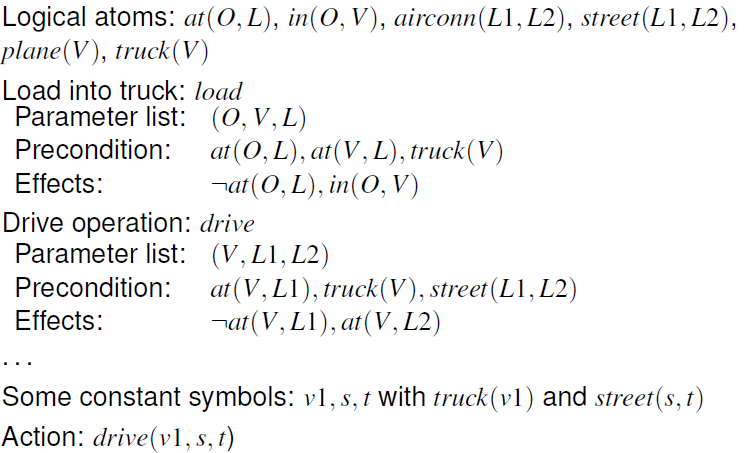 Logical atoms: at(O, L), in(O, V), airconn(L1, L2), street(L1, L2),
plane(V), truck(V)
Load into truck: load
Parameter list: (O, V, L)
Precondition: at(O, L), at(V, L), truck(V)
Effects: ¬at(O, L), in(O, V)
Drive operation: drive
Parameter list: (V, L1, L2)
Precondition: at(V, L1), truck(V), street(L1, L2)
Effects: ¬at(V, L1), at(V, L2)
...
Some constant symbols: v1, s, t with truck(v1) and street(s, t)
Action: drive(v1, s, t)